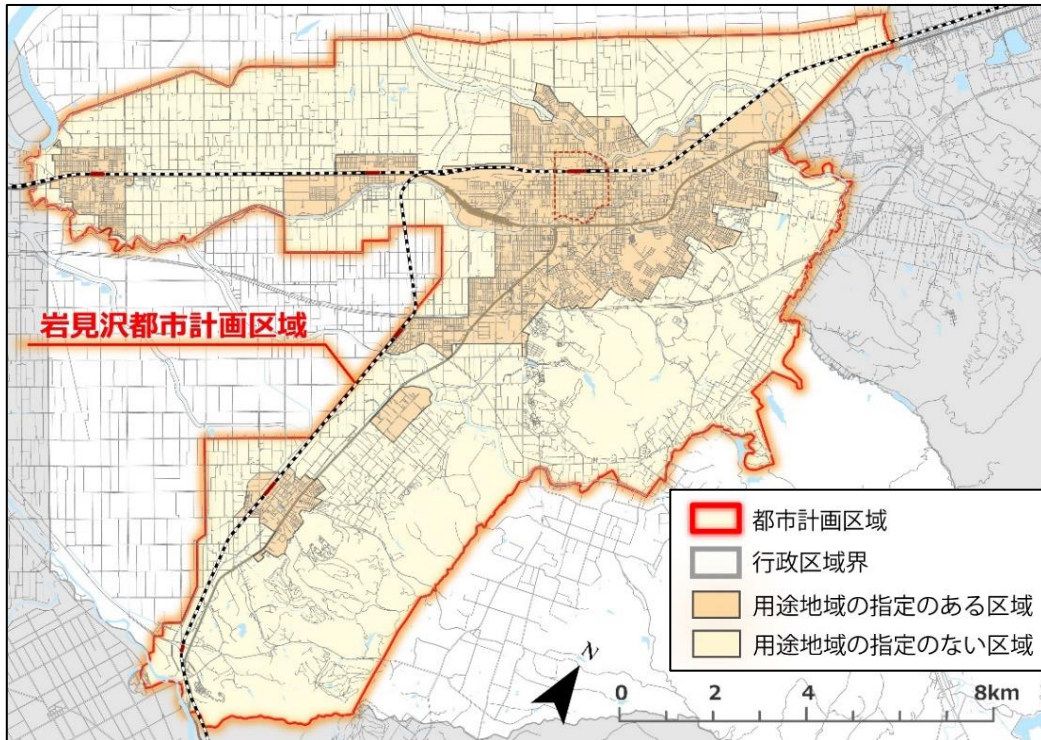 岩見沢都市計画区域
都市計画区域
行政区域界
用途地域の指定のある区域
用途地域の指定のない区域
N
0 2 4 8km